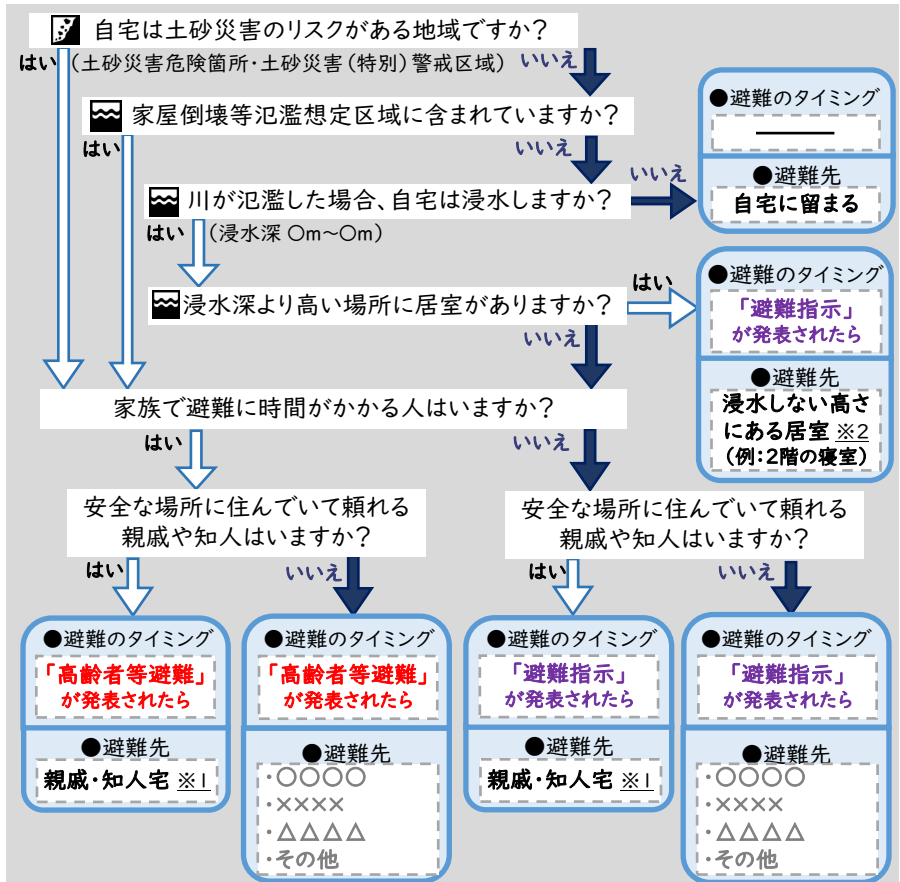 自宅は土砂災害のリスクがある地域ですか?
はい (土砂災害危険箇所・土砂災害(特別)警戒区域) いいえ
家屋倒壊等氾濫想定区域に含まれていますか?
はい いいえ
川が氾濫した場合、自宅は浸水しますか?
いいえ
はい (浸水深 〇m~〇m)
●避難のタイミング
●避難先
自宅に留まる
浸水深より高い場所に居室がありますか?
はい
いいえ
●避難のタイミング
「避難指示」
が発表されたら
●避難先
浸水しない高さ
にある居室 ※2
(例:2階の寝室)
家族で避難に時間がかかる人はいますか?
はい いいえ
安全な場所に住んでいて頼れる
親戚や知人はいますか?
はい いいえ
安全な場所に住んでいて頼れる
親戚や知人はいますか?
はい いいえ
●避難のタイミング
「高齢者等避難」
が発表されたら
●避難先
親戚・知人宅 ※1
●避難のタイミング
「高齢者等避難」
が発表されたら
●避難先
・〇〇〇〇
・××××
・△△△△
・その他
●避難のタイミング
「避難指示」
が発表されたら
●避難先
親戚・知人宅 ※1
●避難のタイミング
「避難指示」
が発表されたら
●避難先
・〇〇〇〇
・××××
・△△△△
・その他